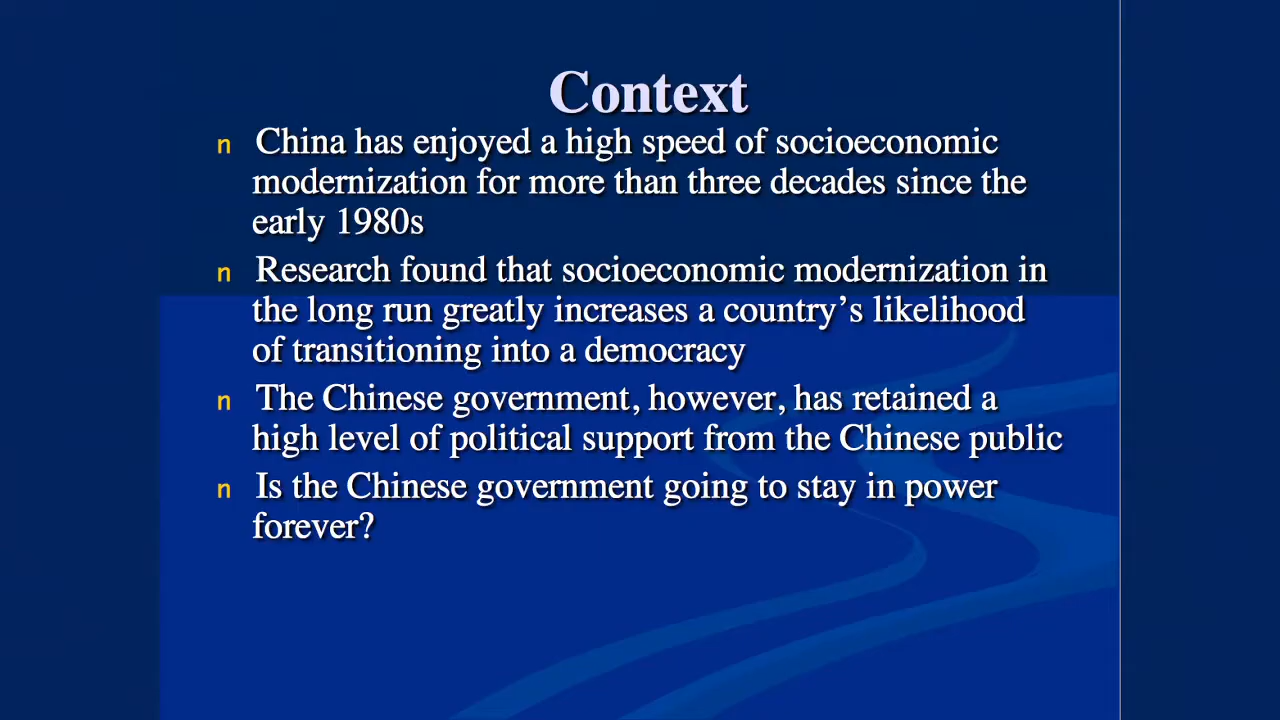 Context
n China has enjoyed a high speed of socioeconomic
modernization for more than three decades since the
early 1980s
n Research found that socioeconomic modernization in
the long run greatly increases a country’s likelihood
of transitioning into a democracy
n The Chinese government, however, has retained a
high level of political support from the Chinese public
n Is the Chinese government going to stay in power
forever?